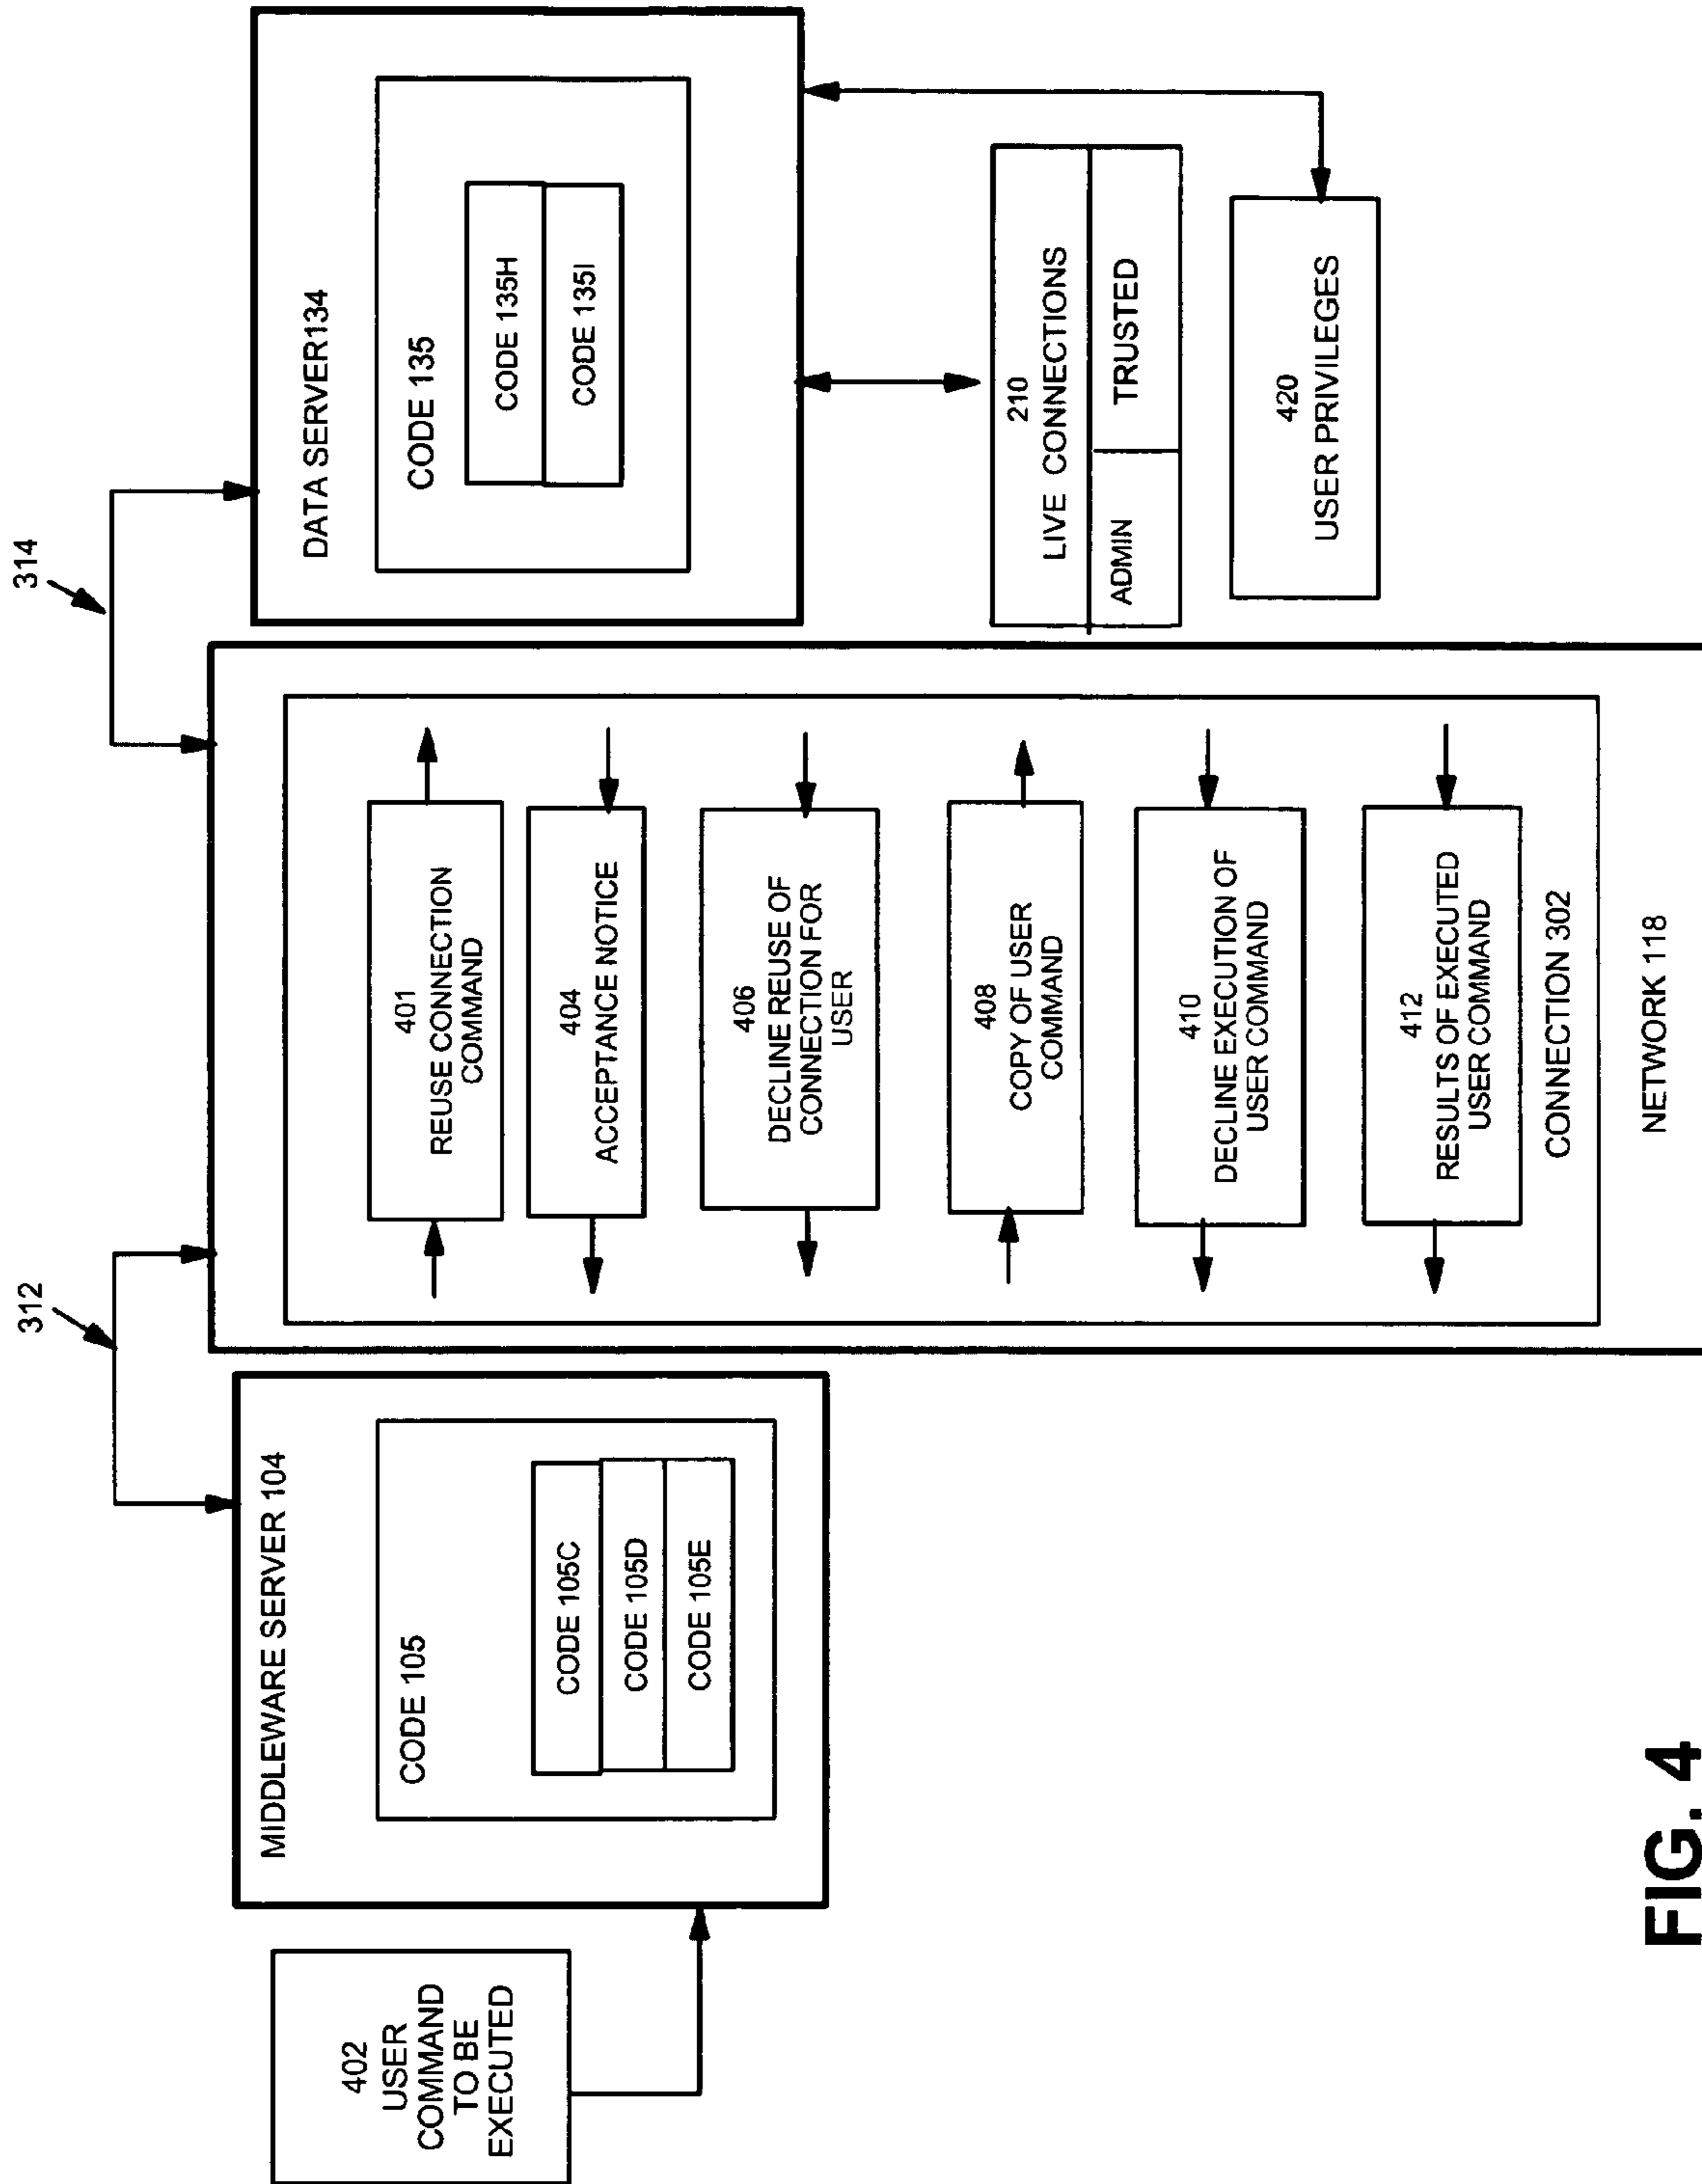 402
USER
COMMAND
TO BE
EXECUTED
MIDDLEWARE SERVER 104
CODE 105
CODE 105C
CODE 105D
CODE 105E
312
314
401
REUSE CONNECTION
COMMAND
404
ACCEPTANCE NOTICE
406
DECLINE REUSE OF
CONNECTION FOR
USER
408
COPY OF USER
COMMAND
410
DECLINE EXECUTION OF
USER COMMAND
412
RESULTS OF EXECUTED
USER COMMAND
CONNECTION 302
NETWORK 118
DATA SERVER134
CODE 135
CODE 135H
CODE 135I
210
LIVE CONNECTIONS
ADMIN
TRUSTED
420
USER PRIVILEGES
FIG. 4